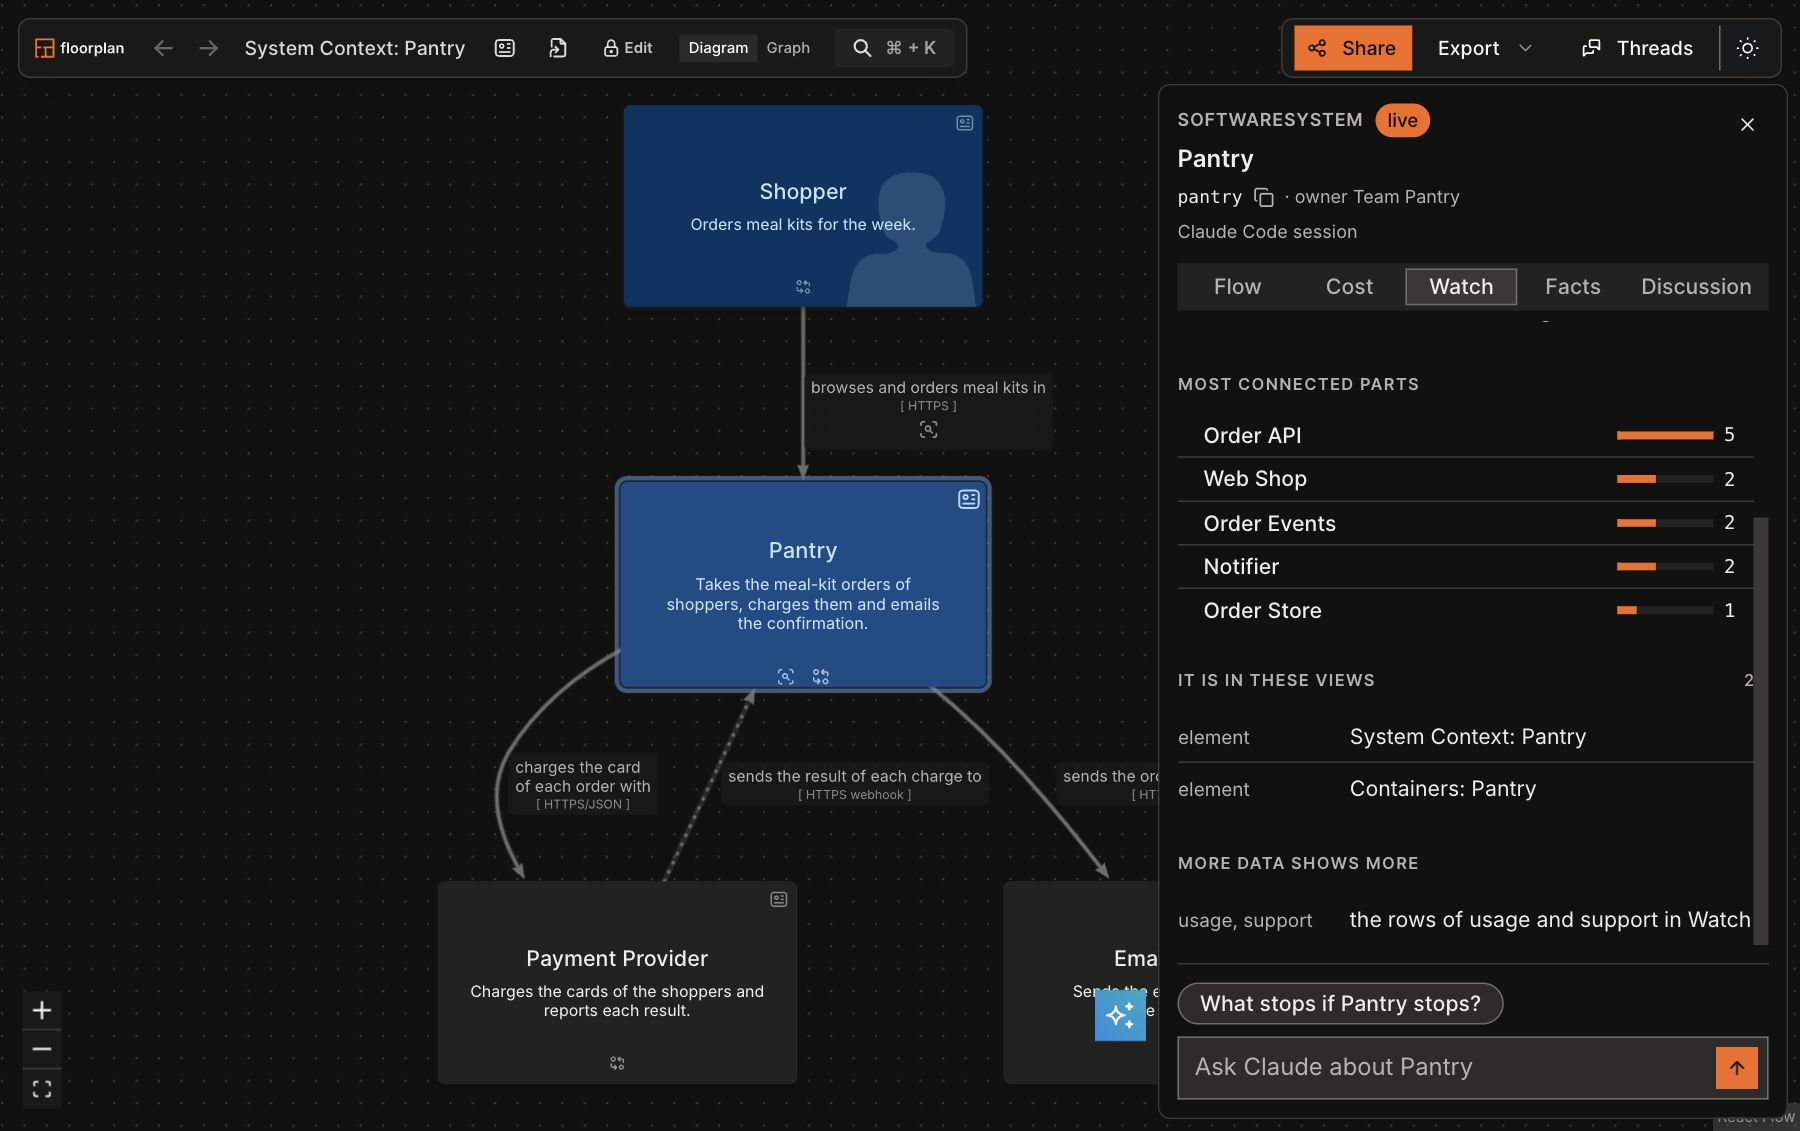 floorplan
System Context: Pantry
Edit
Diagram
Graph
⌘ + K
Share
Export
Threads
Shopper
Orders meal kits for the week.
browses and orders meal kits in
[ HTTPS ]
Pantry
Takes the meal-kit orders of
shoppers, charges them and emails
the confirmation.
charges the card
of each order with
[ HTTPS/JSON ]
sends the result of each charge to
[ HTTPS webhook ]
sends the
Payment Provider
Charges the cards of the shoppers and
reports each result.
SOFTWARESYSTEM
live
Pantry
pantry · owner Team Pantry
Claude Code session
Flow
Cost
Watch
Facts
Discussion
MOST CONNECTED PARTS
Order API 5
Web Shop 2
Order Events 2
Notifier 2
Order Store 1
IT IS IN THESE VIEWS 2
element System Context: Pantry
element Containers: Pantry
MORE DATA SHOWS MORE
usage, support the rows of usage and support in Watch
What stops if Pantry stops?
Ask Claude about Pantry
React Flow